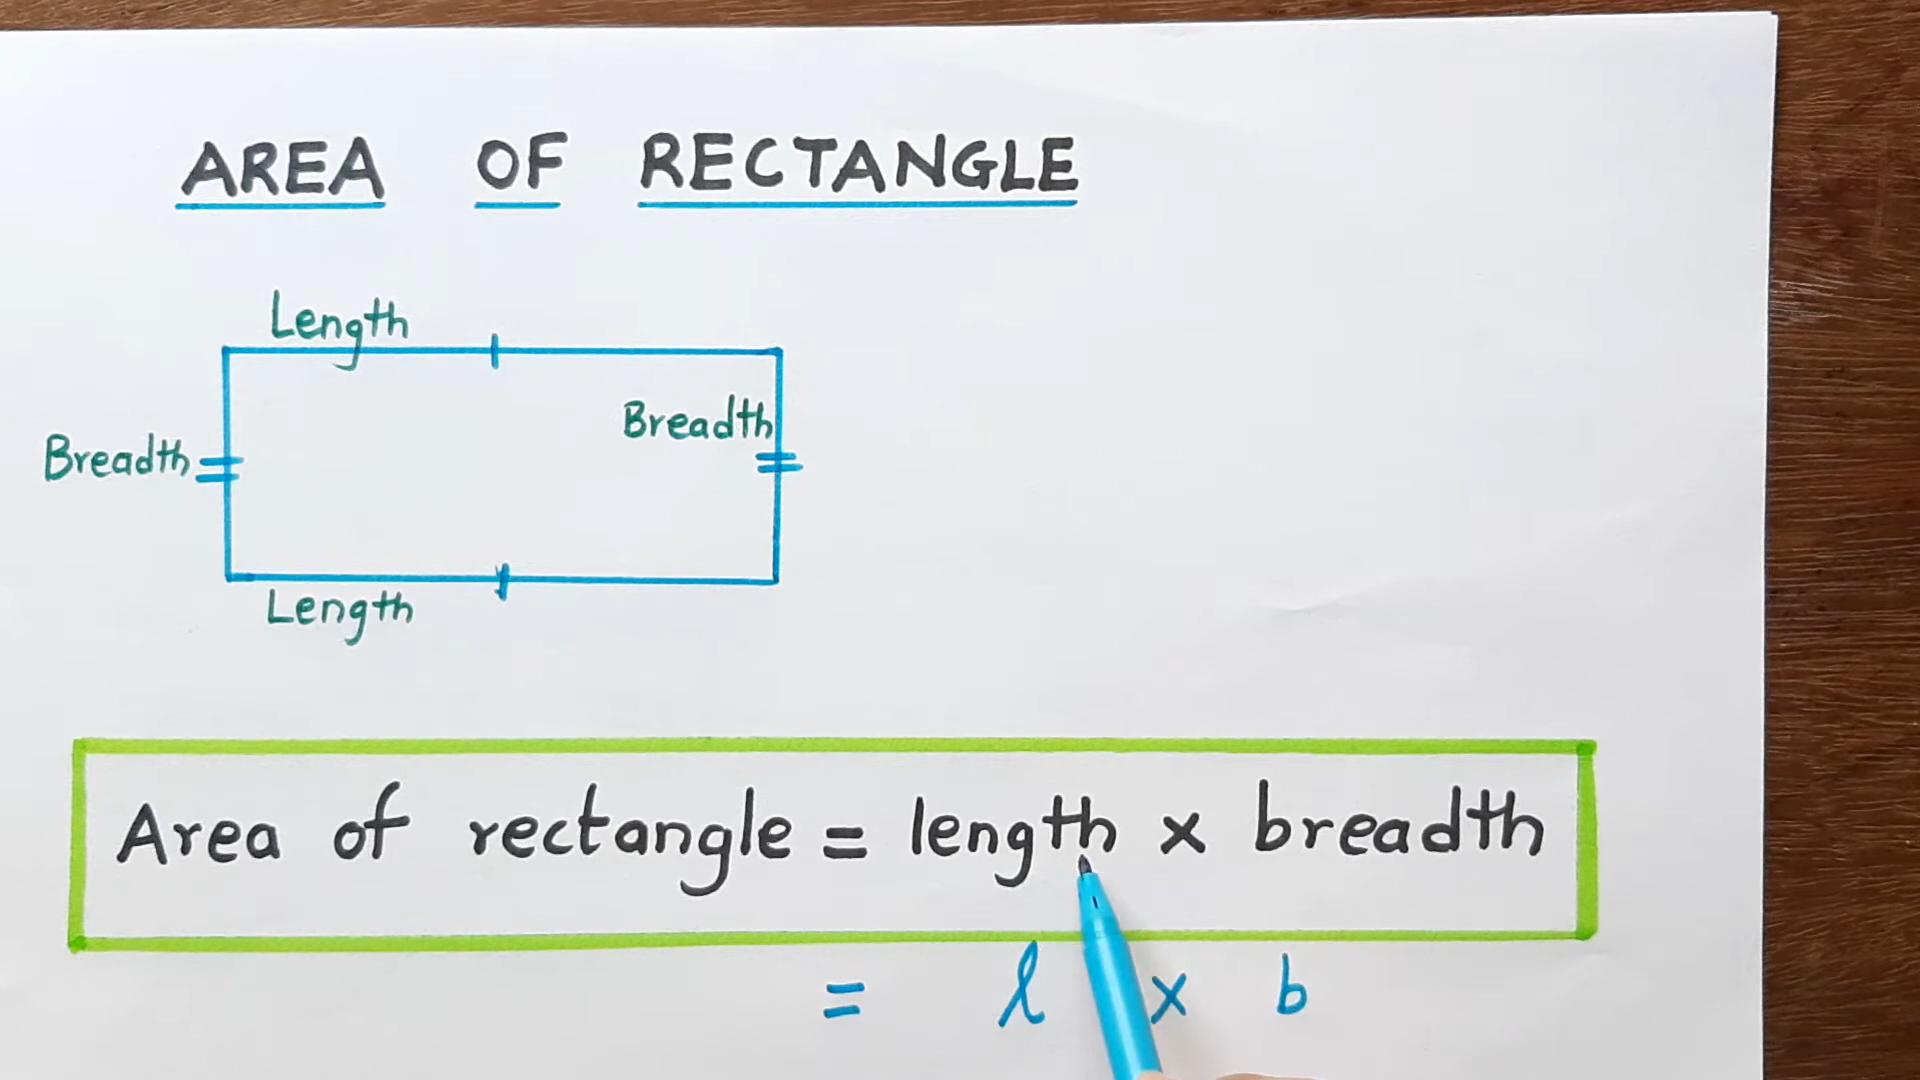 AREA OF RECTANGLE
Length
Breadth
Breadth
Length
Area of rectangle = length × breadth
= l × b